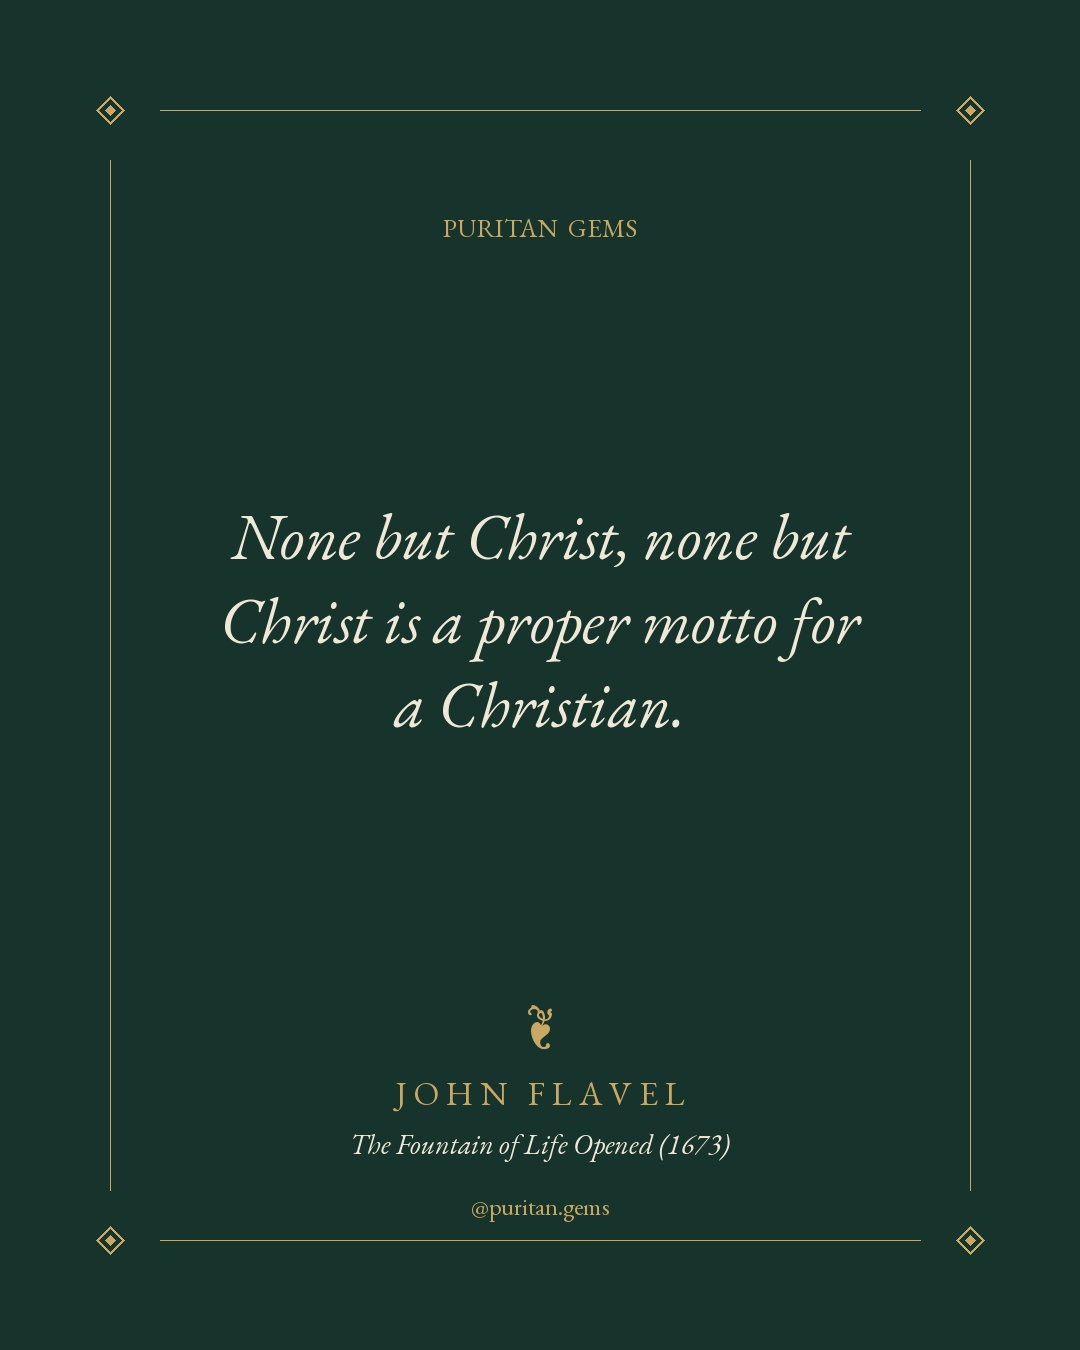 PURITAN GEMS
None but Christ, none but
Christ is a proper motto for
a Christian.
JOHN FLAVEL
The Fountain of Life Opened (1673)
@puritan.gems